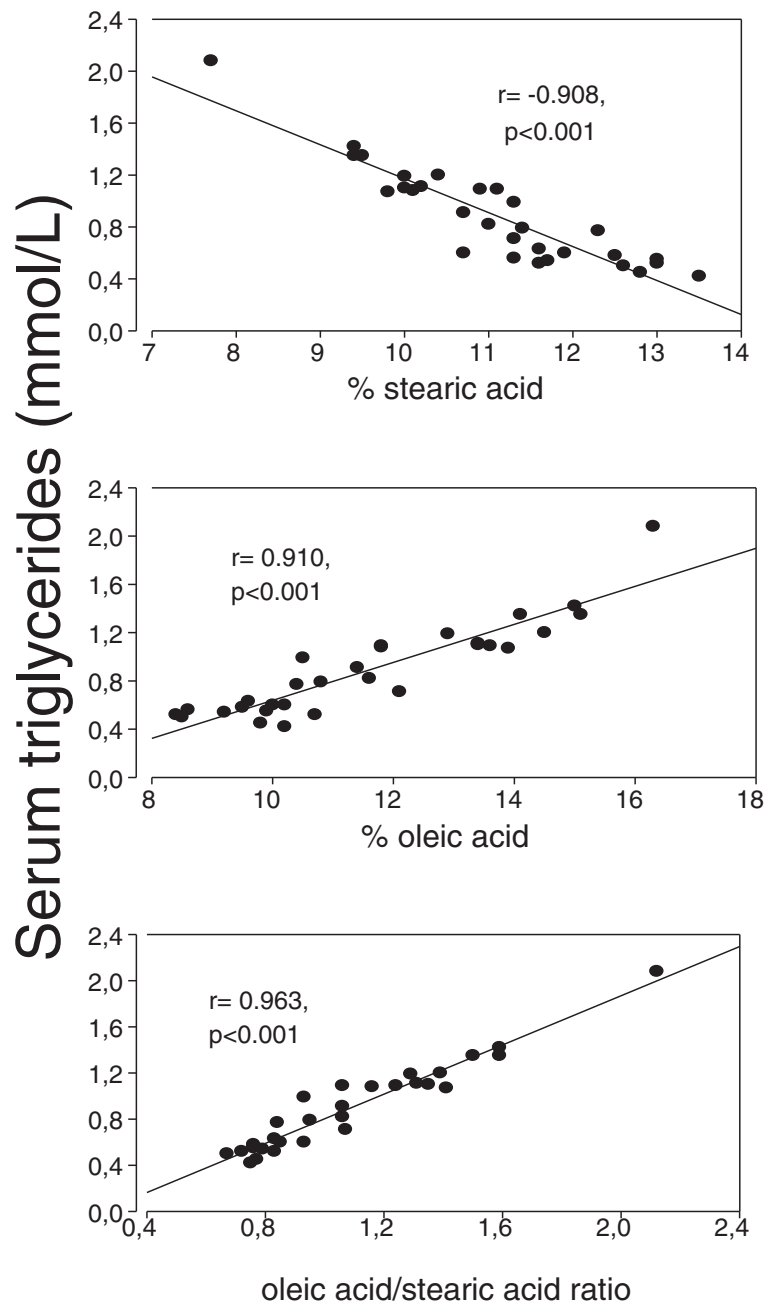 Serum triglycerides (mmol/L)
2,4
2,0
1,6
1,2
0,8
0,4
0,0
r= -0.908,
p<0.001
7 8 9 10 11 12 13 14
% stearic acid
2,4
2,0
1,6
1,2
0,8
0,4
0,0
r= 0.910,
p<0.001
8 10 12 14 16 18
% oleic acid
2,4
2,0
1,6
1,2
0,8
0,4
0,0
r= 0.963,
p<0.001
0,4 0,8 1,2 1,6 2,0 2,4
oleic acid/stearic acid ratio